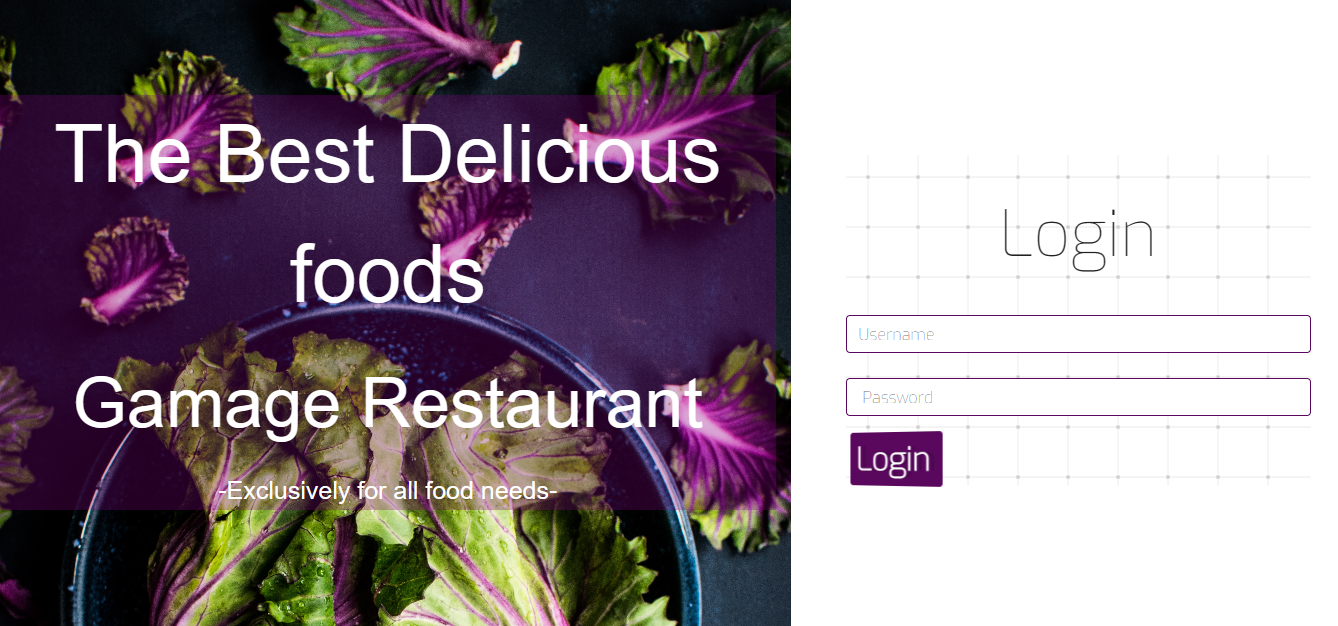 The Best Delicious
foods
Gamage Restaurant
-Exclusively for all food needs-
Login
Username
Password
Login